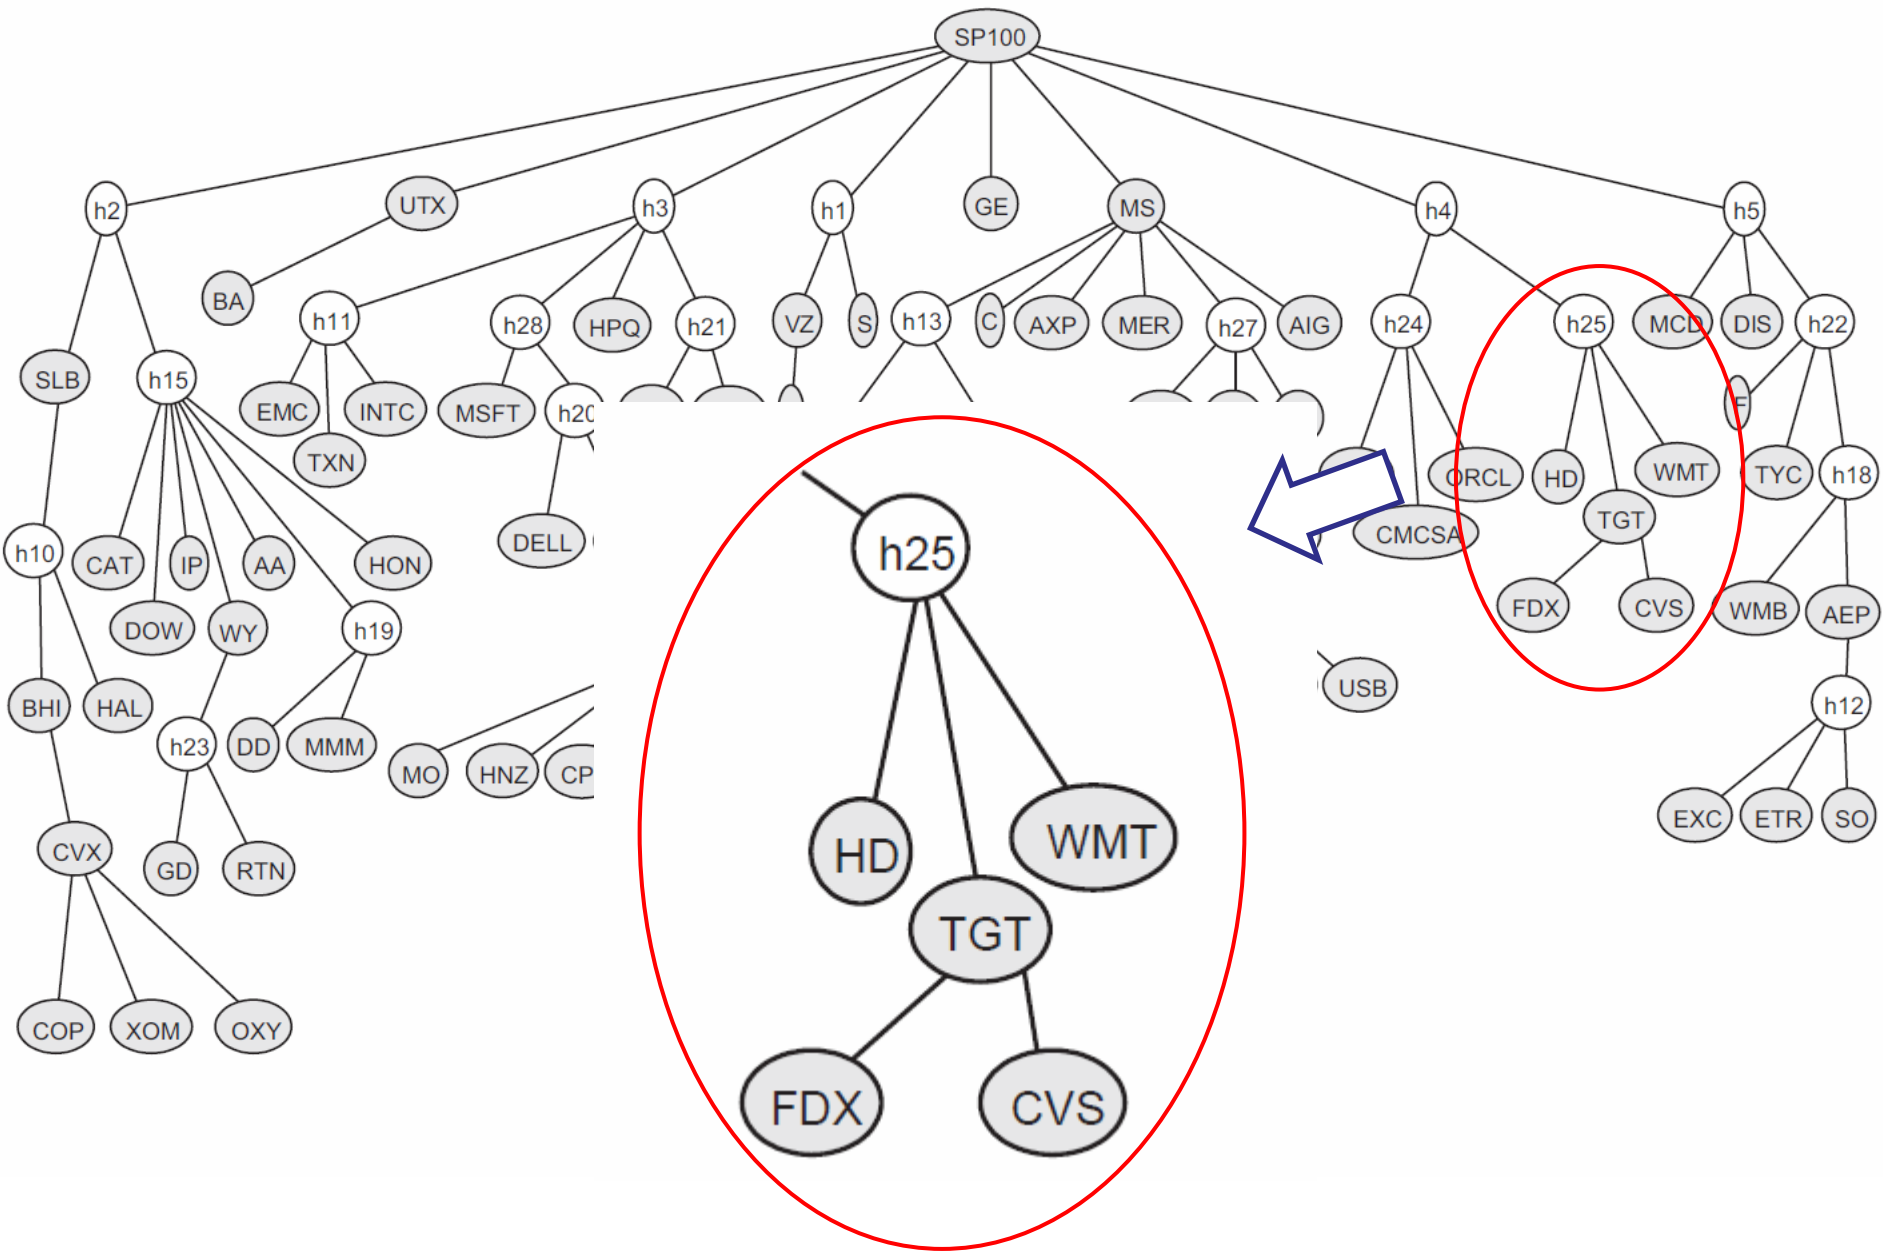 SP100
h2
UTX
h3
h1
GE
MS
h4
h5
BA
h11
h28
HPQ
h21
VZ
S
h13
C
AXP
MER
h27
AIG
h24
h25
MCD
DIS
h22
SLB
h15
EMC
INTC
MSFT
h20
F
TXN
ORCL
HD
WMT
TYC
h18
TGT
DELL
CMCSA
h10
CAT
IP
AA
HON
h25
FDX
CVS
WMB
AEP
DOW
WY
h19
BHI
HAL
USB
h12
h23
DD
MMM
MO
HNZ
CP
EXC
ETR
SO
HD
WMT
CVX
GD
RTN
TGT
COP
XOM
OXY
FDX
CVS